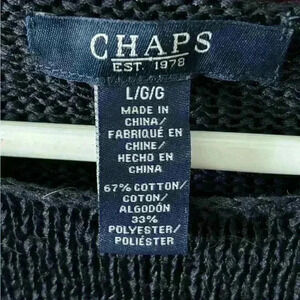 CHAPS
EST. 1978
L/G/G
MADE IN
CHINA/
FABRIQUÉ EN
CHINE/
HECHO EN
CHINA
67% COTTON/
COTON/
ALGODÓN
33%
POLYESTER/
POLIÉSTER